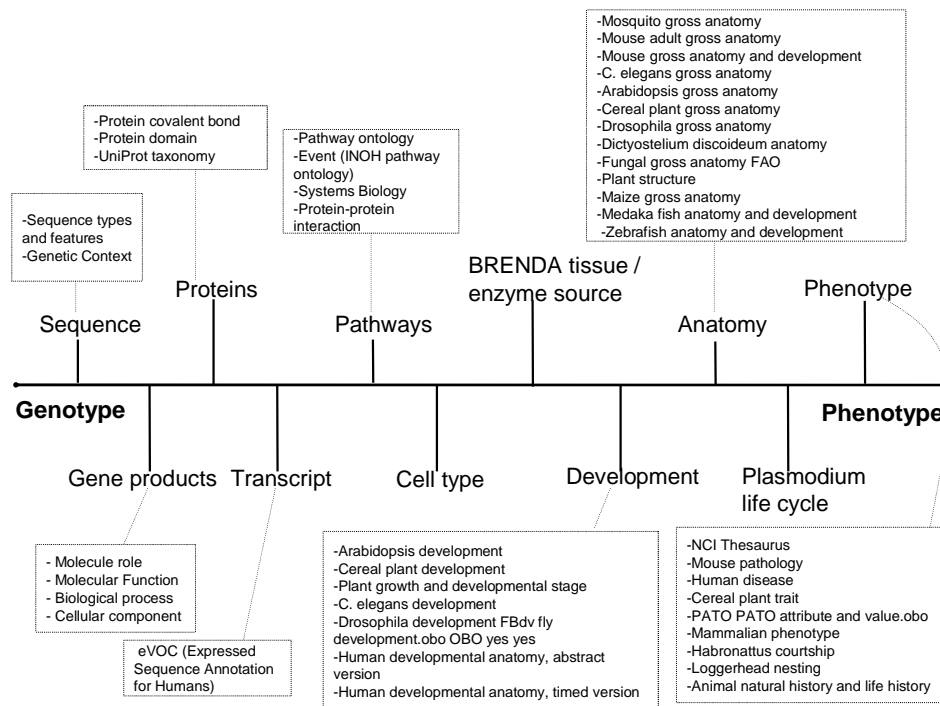 -Mosquito gross anatomy
-Mouse adult gross anatomy
-Mouse gross anatomy and development
-C. elegans gross anatomy
-Arabidopsis gross anatomy
-Cereal plant gross anatomy
-Drosophila gross anatomy
-Dictyostelium discoideum anatomy
-Fungal gross anatomy FAO
-Plant structure
-Maize gross anatomy
-Medaka fish anatomy and development
-Zebrafish anatomy and development
-Protein covalent bond
-Protein domain
-UniProt taxonomy
-Pathway ontology
-Event (INOH pathway
ontology)
-Systems Biology
-Protein-protein
interaction
-Sequence types
and features
-Genetic Context
BRENDA tissue /
enzyme source
Proteins
Phenotype
Sequence
Pathways
Anatomy
Genotype
Phenotype
Gene products
Transcript
Cell type
Development
Plasmodium
life cycle
- Molecule role
- Molecular Function
- Biological process
- Cellular component
eVOC (Expressed
Sequence Annotation
for Humans)
-Arabidopsis development
-Cereal plant development
-Plant growth and developmental stage
-C. elegans development
-Drosophila development FBdv fly
development.obo OBO yes yes
-Human developmental anatomy, abstract
version
-Human developmental anatomy, timed version
-NCI Thesaurus
-Mouse pathology
-Human disease
-Cereal plant trait
-PATO PATO attribute and value.obo
-Mammalian phenotype
-Habronattus courtship
-Loggerhead nesting
-Animal natural history and life history